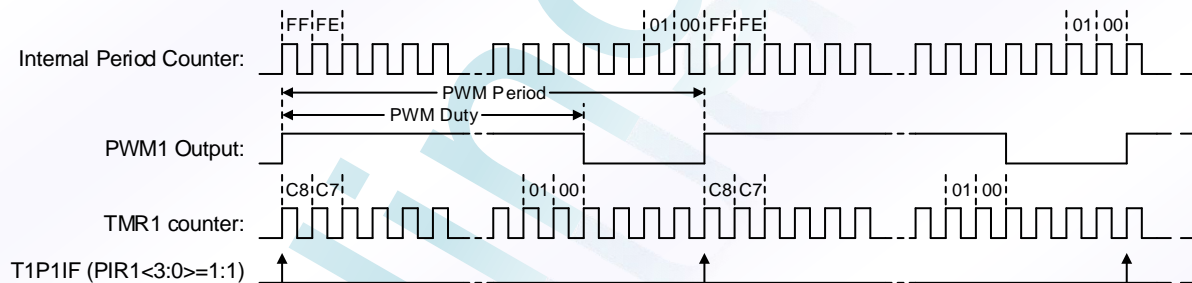 FF FE 01 00 FF FE 01 00
Internal Period Counter:
PWM Period
PWM Duty
PWM1 Output:
C8 C7 01 00 C8 C7 01 00
TMR1 counter:
T1P1IF (PIR1<3:0>=1:1)